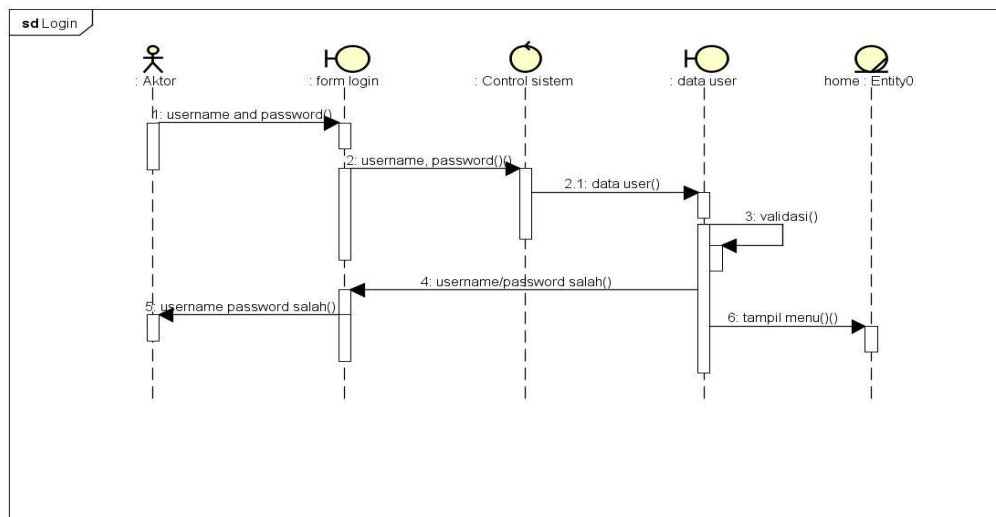 sd Login
: Aktor
: form login
: Control sistem
: data user
home : Entity0
1: username and password()
2: username, password()()
2.1: data user()
3: validasi()
4: username/password salah()
5: username password salah()
6: tampil menu()()